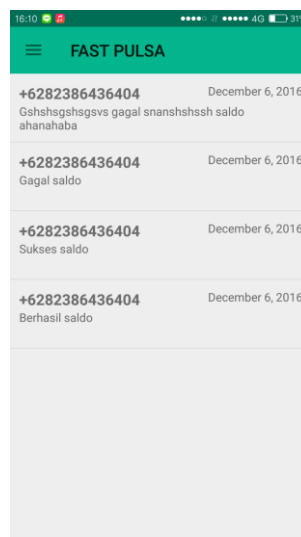 16:10 4G 31%
FAST PULSA
+6282386436404 December 6, 2016
Gshshsgshsgsvs gagal snanshshssh saldo
ahanahaba
+6282386436404 December 6, 2016
Gagal saldo
+6282386436404 December 6, 2016
Sukses saldo
+6282386436404 December 6, 2016
Berhasil saldo